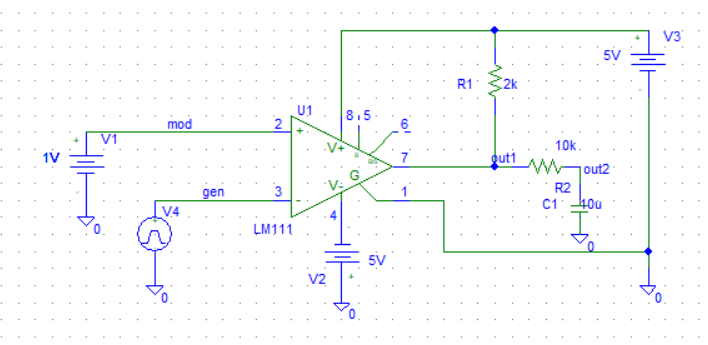 +
V3
5V
-
R1
2k
U1
8
5
6
mod
2
+
V+
G
B/S
7
out1
10k
out2
+
V1
1V
-
gen
3
-
V-
G
1
R2
C1
10u
V4
LM111
4
-
5V
V2
+
0
0
0
0
0